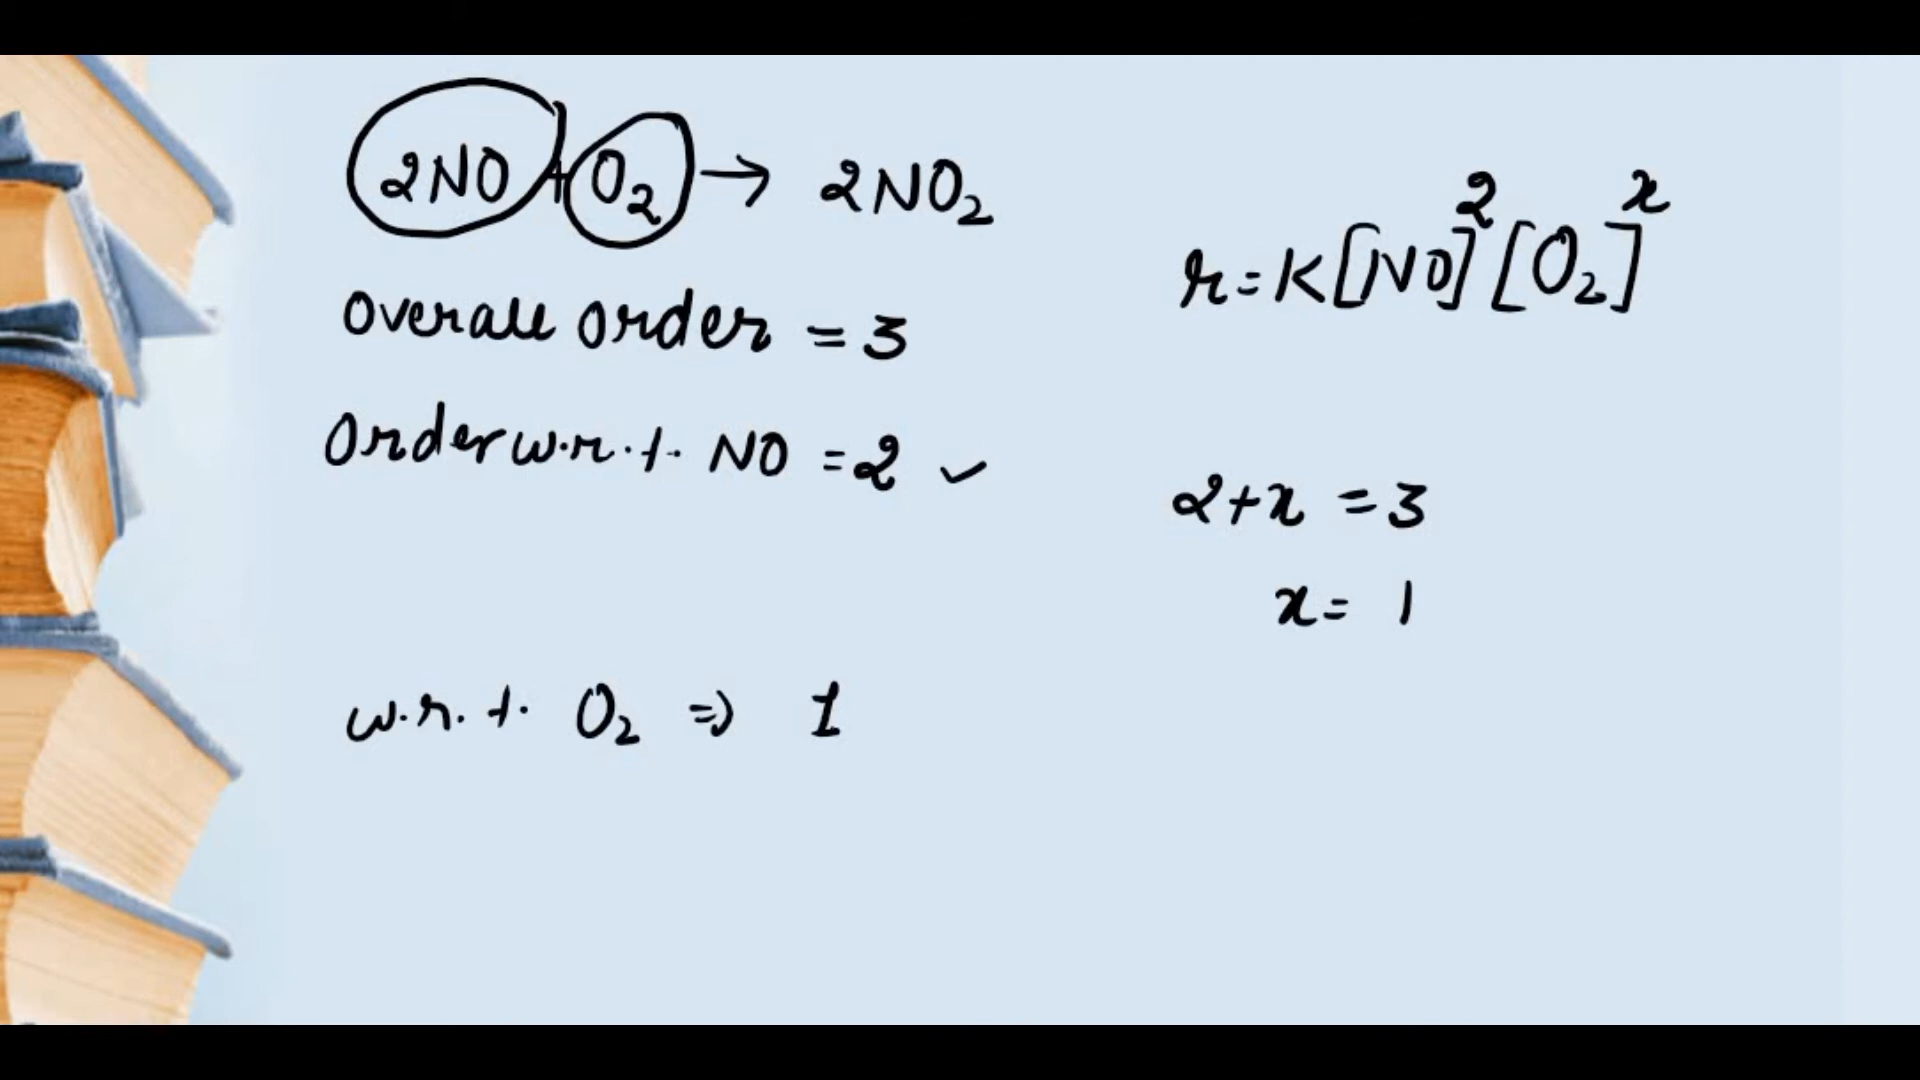 2NO + O₂ → 2NO₂
r = K[NO]²[O₂]ˣ
Overall order = 3
Order w.r.t. NO = 2 ✓
2+x = 3
x = 1
w.r.t. O₂ ⇒ 1